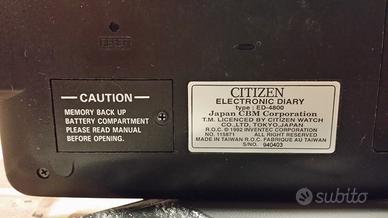 RESET
— CAUTION —
MEMORY BACK UP
BATTERY COMPARTMENT
PLEASE READ MANUAL
BEFORE OPENING.
CITIZEN
ELECTRONIC DIARY
type : ED-4800
Japan CBM Corporation
T.M. LICENCED BY CITIZEN WATCH
CO., LTD, TOKYO, JAPAN
R.O.C. © 1992 INVENTEC CORPORATION
NO. 115871 ALL RIGHT RESERVED
MADE IN TAIWAN R.O.C. FABRIQUE AU TAIWAN
S/NO. 940403
subito